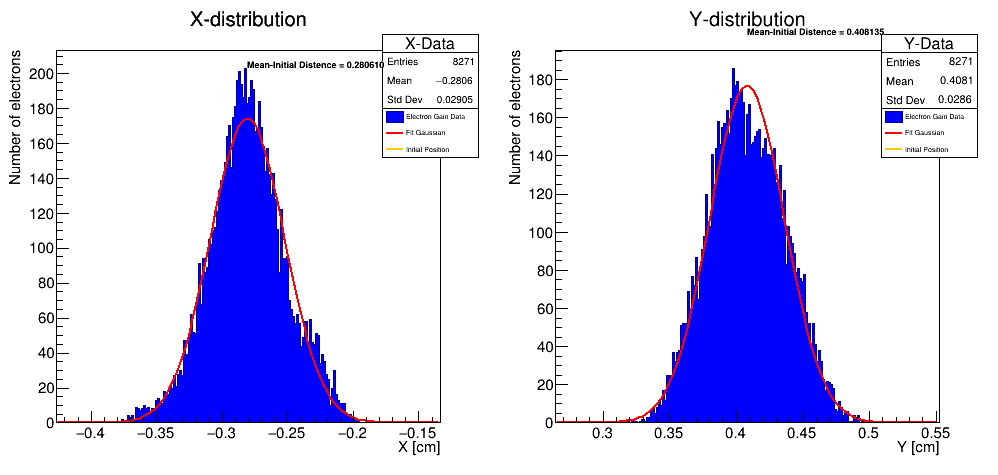 X-distribution
Mean-Initial Distence = 0.280610
X-Data
Entries 8271
Mean −0.2806
Std Dev 0.02905
Electron Gain Data
Fit Gaussian
Initial Position
Number of electrons
200
180
160
140
120
100
80
60
40
20
0
−0.4 −0.35 −0.3 −0.25 −0.2 −0.15
X [cm]
Y-distribution
Mean-Initial Distence = 0.408135
Y-Data
Entries 8271
Mean 0.4081
Std Dev 0.0286
Electron Gain Data
Fit Gaussian
Initial Position
Number of electrons
180
160
140
120
100
80
60
40
20
0
0.3 0.35 0.4 0.45 0.5 0.55
Y [cm]